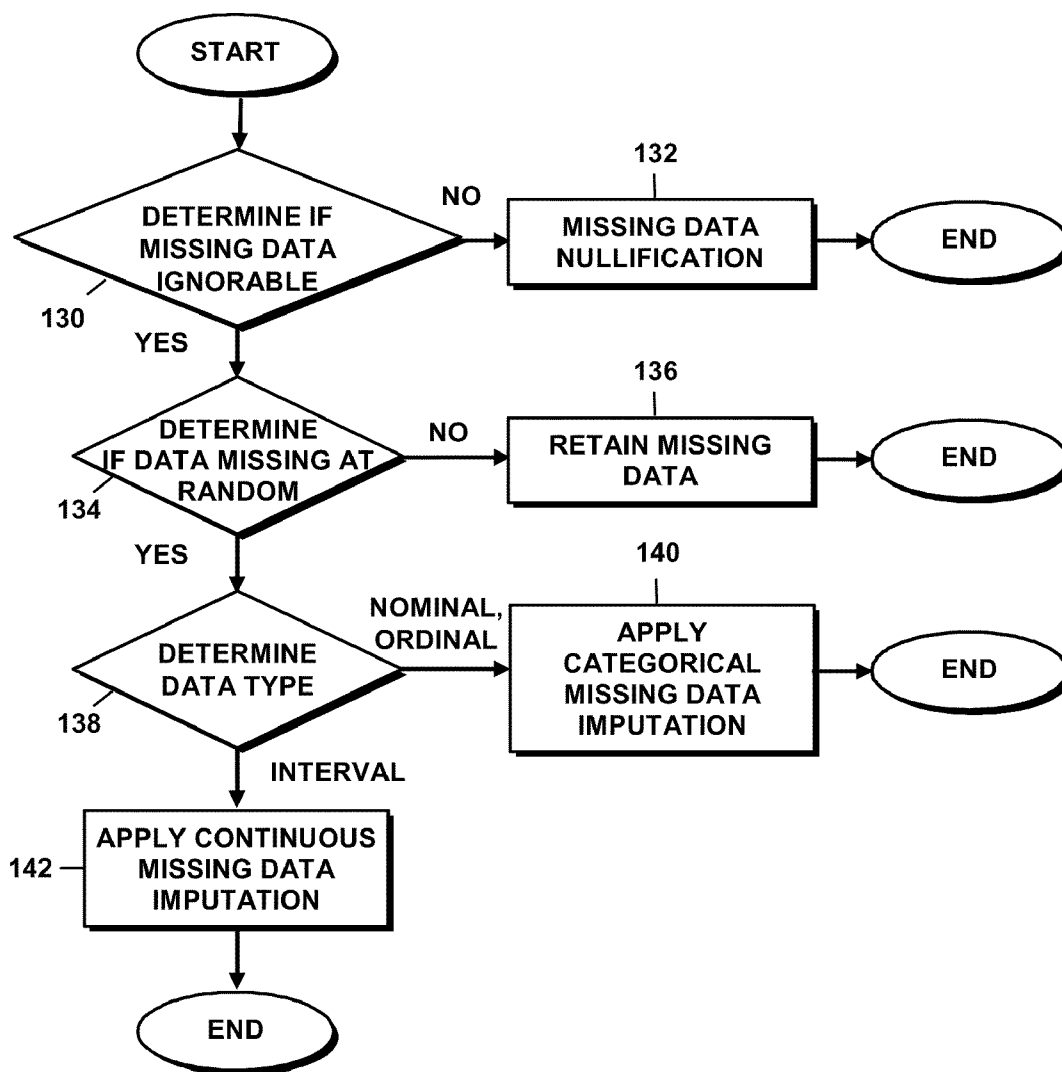 START
132
NO
DETERMINE IF
MISSING DATA
IGNORABLE
MISSING DATA
NULLIFICATION
END
130
YES
136
DETERMINE
IF DATA MISSING AT
RANDOM
NO
RETAIN MISSING
DATA
END
134
YES
140
NOMINAL,
ORDINAL
DETERMINE
DATA TYPE
APPLY
CATEGORICAL
MISSING DATA
IMPUTATION
END
138
INTERVAL
142
APPLY CONTINUOUS
MISSING DATA
IMPUTATION
END